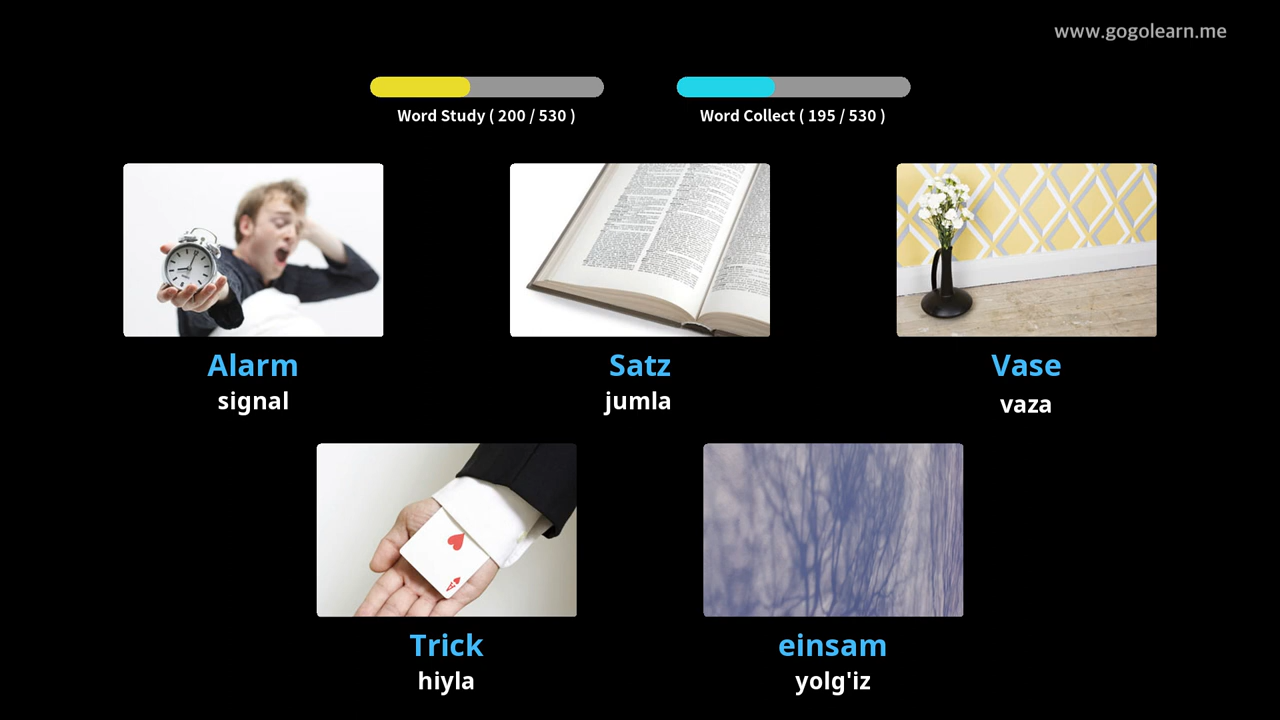 www.gogolearn.me
Word Study ( 200 / 530 )
Word Collect ( 195 / 530 )
Alarm
signal
Satz
jumla
Vase
vaza
Trick
hiyla
einsam
yolg'iz